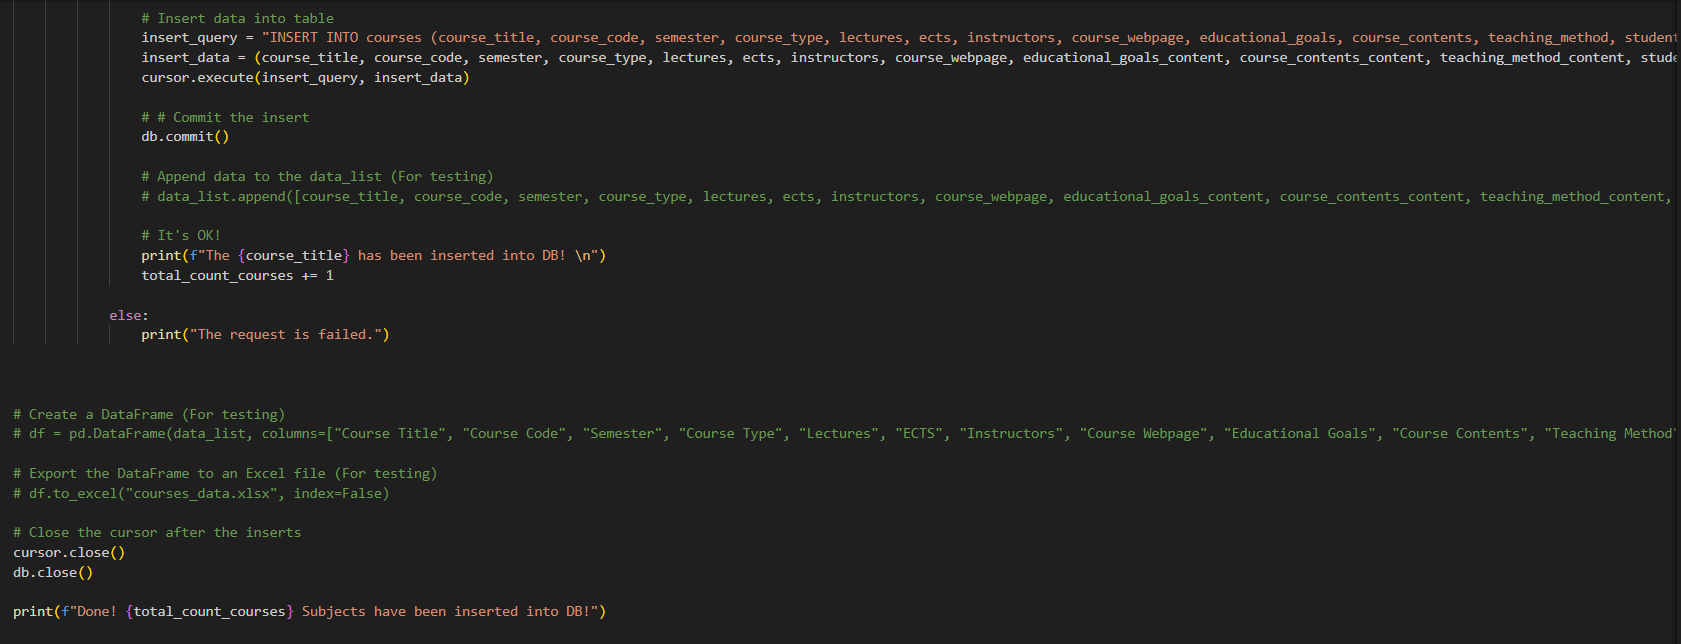 # Insert data into table
insert_query = "INSERT INTO courses (course_title, course_code, semester, course_type, lectures, ects, instructors, course_webpage, educational_goals, course_contents, teaching_method, student
insert_data = (course_title, course_code, semester, course_type, lectures, ects, instructors, course_webpage, educational_goals_content, course_contents_content, teaching_method_content, stude
cursor.execute(insert_query, insert_data)
# # Commit the insert
db.commit()
# Append data to the data_list (For testing)
# data_list.append([course_title, course_code, semester, course_type, lectures, ects, instructors, course_webpage, educational_goals_content, course_contents_content, teaching_method_content,
# It's OK!
print(f"The {course_title} has been inserted into DB! \n")
total_count_courses += 1
else:
print("The request is failed.")
# Create a DataFrame (For testing)
# df = pd.DataFrame(data_list, columns=["Course Title", "Course Code", "Semester", "Course Type", "Lectures", "ECTS", "Instructors", "Course Webpage", "Educational Goals", "Course Contents", "Teaching Method"
# Export the DataFrame to an Excel file (For testing)
# df.to_excel("courses_data.xlsx", index=False)
# Close the cursor after the inserts
cursor.close()
db.close()
print(f"Done! {total_count_courses} Subjects have been inserted into DB!")